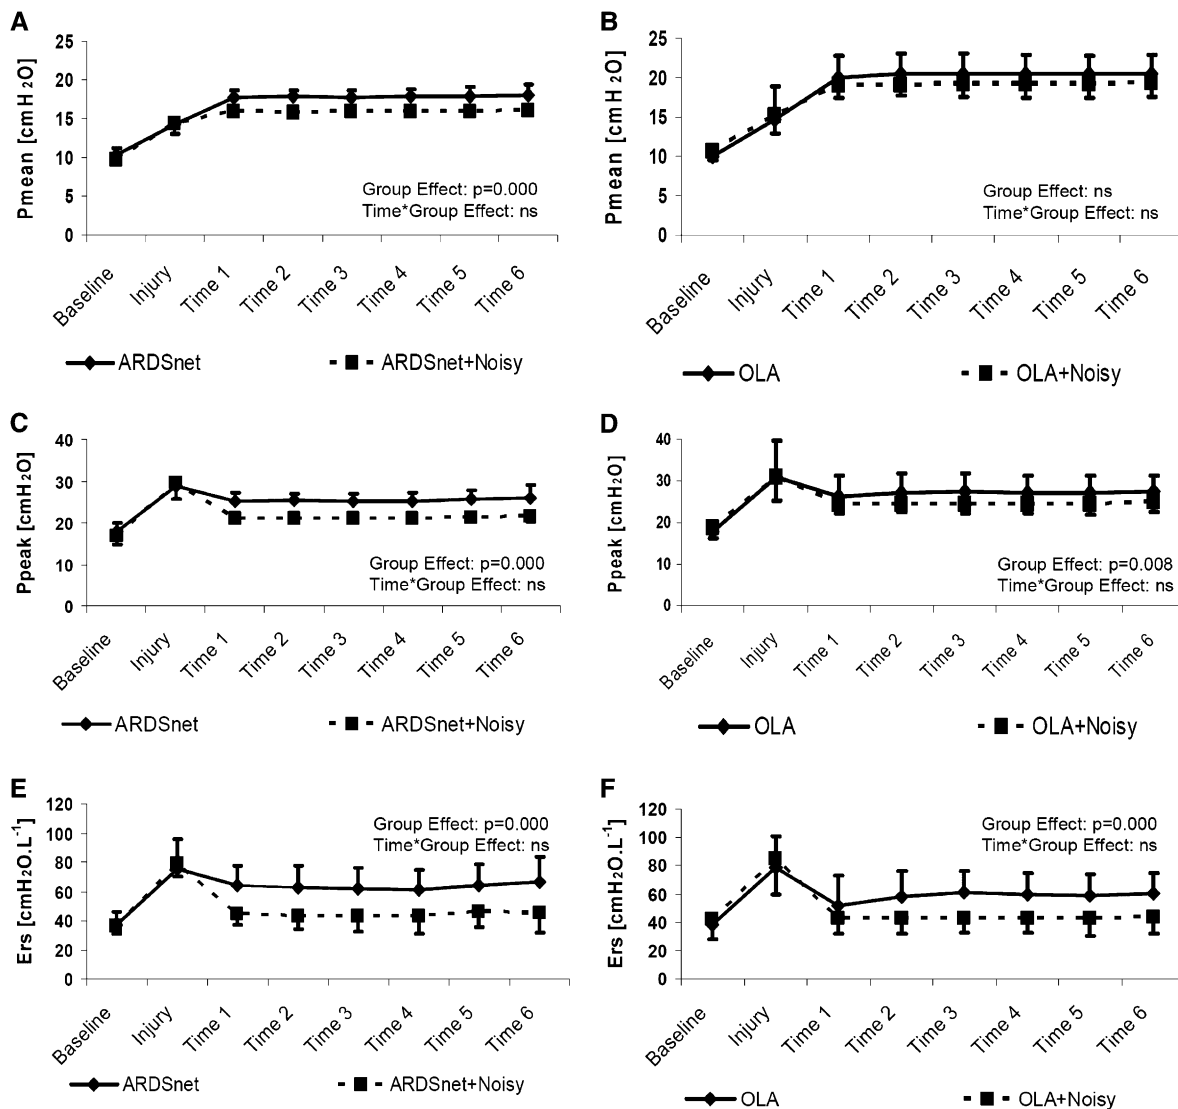 A
Pmean [cmH2O]
25
20
15
10
5
0
Group Effect: p=0.000
Time*Group Effect: ns
Baseline
Injury
Time 1
Time 2
Time 3
Time 4
Time 5
Time 6
ARDSnet
ARDSnet+Noisy
B
Pmean [cmH2O]
25
20
15
10
5
0
Group Effect: ns
Time*Group Effect: ns
Baseline
Injury
Time 1
Time 2
Time 3
Time 4
Time 5
Time 6
OLA
OLA+Noisy
C
Ppeak [cmH2O]
40
30
20
10
0
Group Effect: p=0.000
Time*Group Effect: ns
Baseline
Injury
Time 1
Time 2
Time 3
Time 4
Time 5
Time 6
ARDSnet
ARDSnet+Noisy
D
Ppeak [cmH2O]
40
30
20
10
0
Group Effect: p=0.008
Time*Group Effect: ns
Baseline
Injury
Time 1
Time 2
Time 3
Time 4
Time 5
Time 6
OLA
OLA+Noisy
E
Ers [cmH2O.L-1]
120
100
80
60
40
20
0
Group Effect: p=0.000
Time*Group Effect: ns
Baseline
Injury
Time 1
Time 2
Time 3
Time 4
Time 5
Time 6
ARDSnet
ARDSnet+Noisy
F
Ers [cmH2O.L-1]
120
100
80
60
40
20
0
Group Effect: p=0.000
Time*Group Effect: ns
Baseline
Injury
Time 1
Time 2
Time 3
Time 4
Time 5
Time 6
OLA
OLA+Noisy